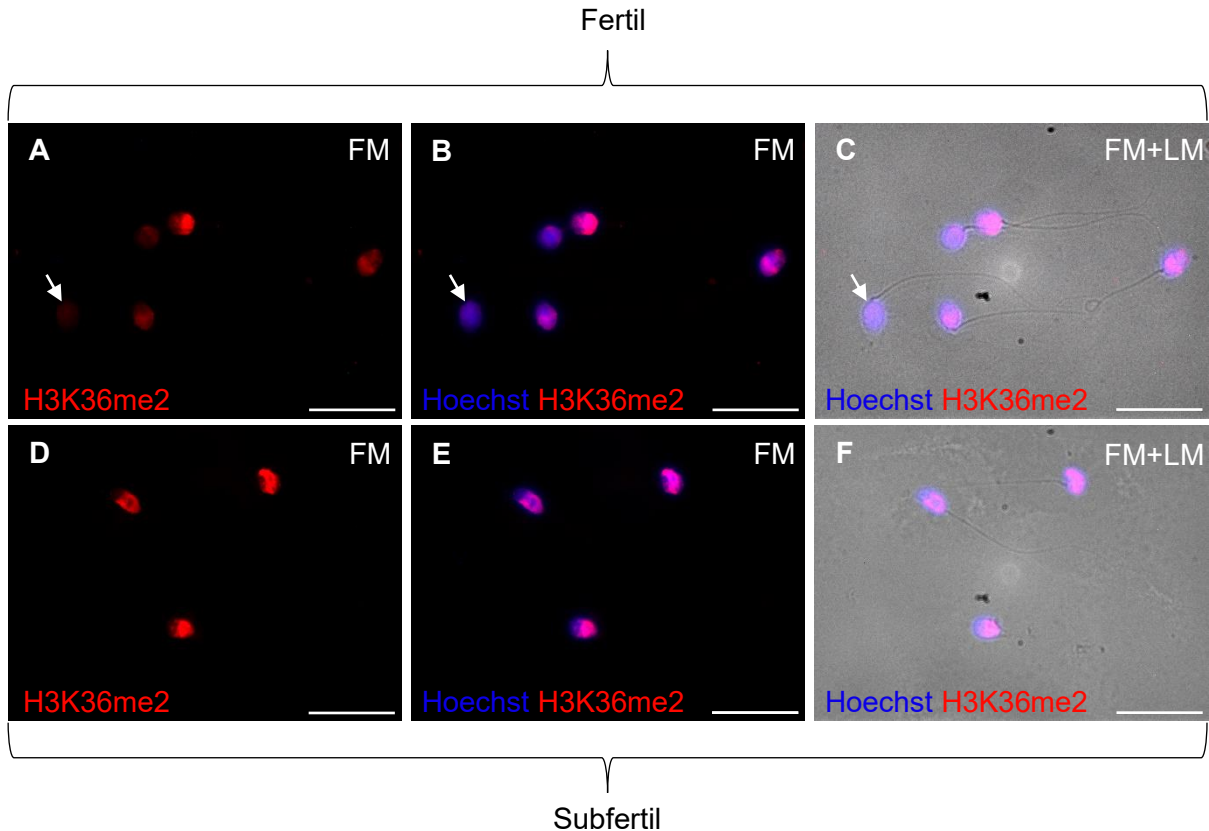 Fertil
A FM
B FM
C FM+LM
H3K36me2
Hoechst H3K36me2
Hoechst H3K36me2
D FM
E FM
F FM+LM
H3K36me2
Hoechst H3K36me2
Hoechst H3K36me2
Subfertil